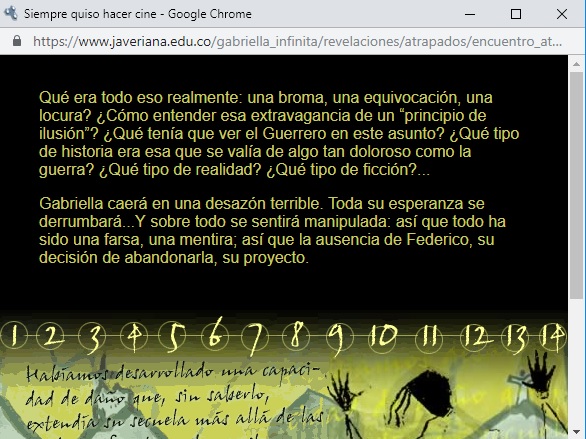 Siempre quiso hacer cine - Google Chrome
https://www.javeriana.edu.co/gabriella_infinita/revelaciones/atrapados/encuentro_at...
Qué era todo eso realmente: una broma, una equivocación, una
locura? ¿Cómo entender esa extravagancia de un “principio de
ilusión”? ¿Qué tenía que ver el Guerrero en este asunto? ¿Qué tipo
de historia era esa que se valía de algo tan doloroso como la
guerra? ¿Qué tipo de realidad? ¿Qué tipo de ficción?...
Gabriella caerá en una desazón terrible. Toda su esperanza se
derrumbará...Y sobre todo se sentirá manipulada: así que todo ha
sido una farsa, una mentira; así que la ausencia de Federico, su
decisión de abandonarla, su proyecto.
1 2 3 4 5 6 7 8 9 10 11 12 13 14
Habíamos desarrollado una capaci-
dad de daño que, sin saberlo,
extendía su secuela más allá de las